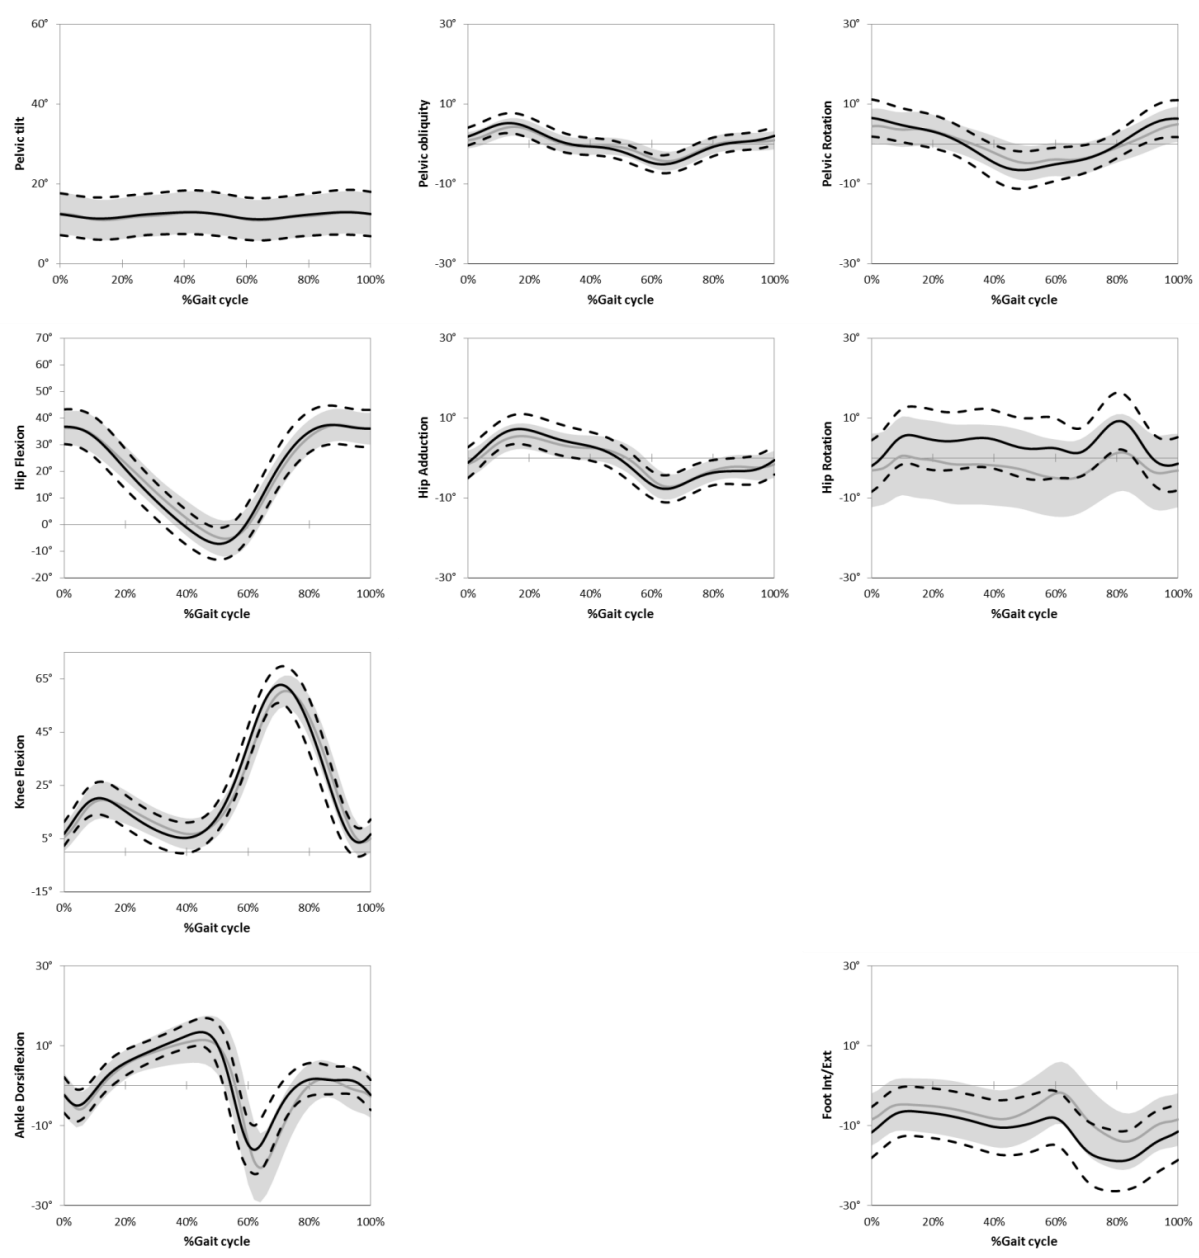 Pelvic tilt
60°
40°
20°
0°
0% 20% 40% 60% 80% 100%
%Gait cycle
Pelvic obliquity
30°
10°
-10°
-30°
0% 20% 40% 60% 80% 100%
%Gait cycle
Pelvic Rotation
30°
10°
-10°
-30°
0% 20% 40% 60% 80% 100%
%Gait cycle
Hip Flexion
70°
60°
50°
40°
30°
20°
10°
0°
-10°
-20°
0% 20% 40% 60% 80% 100%
%Gait cycle
Hip Adduction
30°
10°
-10°
-30°
0% 20% 40% 60% 80% 100%
%Gait cycle
Hip Rotation
30°
10°
-10°
-30°
0% 20% 40% 60% 80% 100%
%Gait cycle
Knee Flexion
65°
45°
25°
5°
-15°
0% 20% 40% 60% 80% 100%
%Gait cycle
Ankle Dorsiflexion
30°
10°
-10°
-30°
0% 20% 40% 60% 80% 100%
%Gait cycle
Foot Int/Ext
30°
10°
-10°
-30°
0% 20% 40% 60% 80% 100%
%Gait cycle